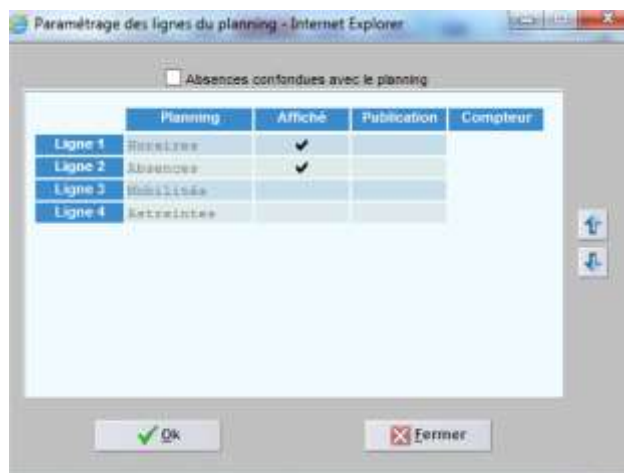 Paramétrage des lignes du planning - Internet Explorer
Absences confondues avec le planning
Planning Affiché Publication Compteur
Ligne 1 Horaires
Ligne 2 Absences
Ligne 3 Mobilités
Ligne 4 Astreintes
Ok
Fermer